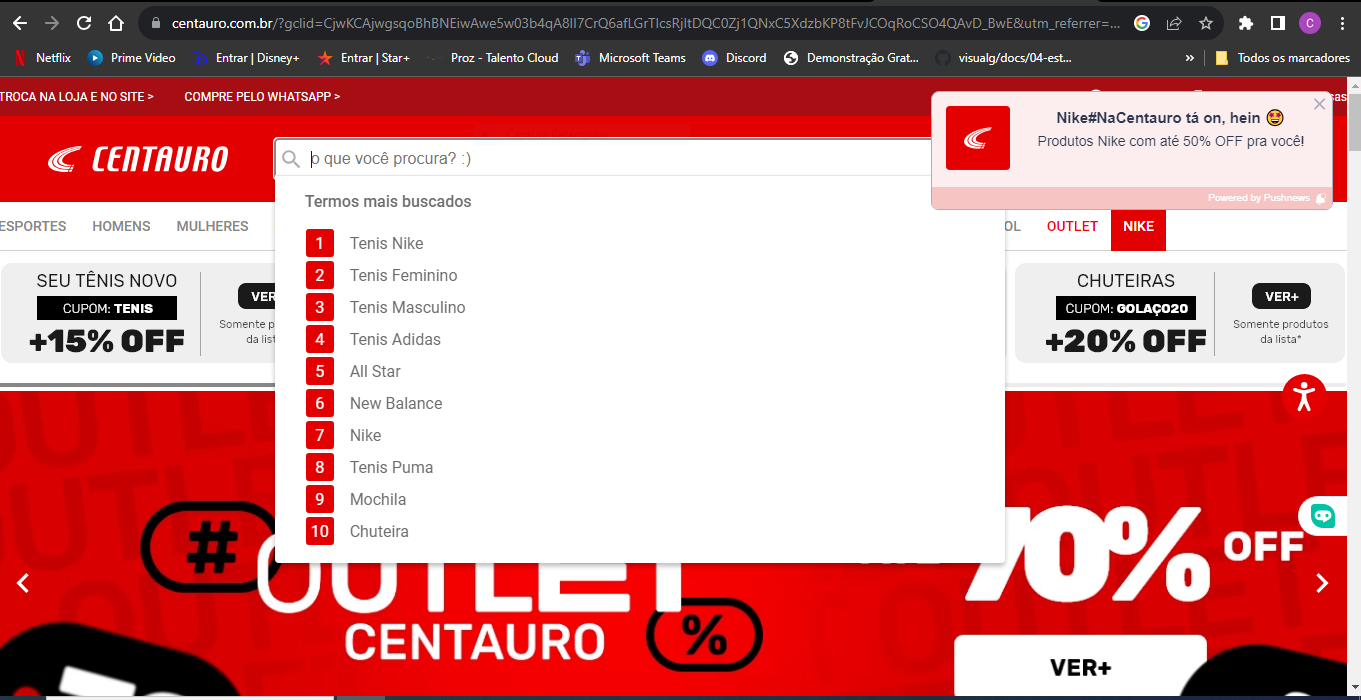 centauro.com.br/?gclid=CjwKCAjwgsqoBhBNEiwAwe5w03b4qA8II7CrQ6afLGrTIcsRjItDQC0Zj1QNxC5XdzbKP8tFvJCOqRoCSO4QAvD_BwE&utm_referrer=...
C
Netflix Prime Video Entrar | Disney+ Entrar | Star+ Proz - Talento Cloud Microsoft Teams Discord Demonstração Grat... visualg/docs/04-est... » Todos os marcadores
TROCA NA LOJA E NO SITE > COMPRE PELO WHATSAPP >
Nike#NaCentauro tá on, hein 🤩
Produtos Nike com até 50% OFF pra você!
Powered by Pushnews
CENTAURO
o que você procura? :)
ESPORTES HOMENS MULHERES OL OUTLET NIKE
Termos mais buscados
1 Tenis Nike
2 Tenis Feminino
3 Tenis Masculino
4 Tenis Adidas
5 All Star
6 New Balance
7 Nike
8 Tenis Puma
9 Mochila
10 Chuteira
SEU TÊNIS NOVO
CUPOM: TENIS
+15% OFF
VER
Somente p
da list
CHUTEIRAS
CUPOM: GOLAÇO20
+20% OFF
VER+
Somente produtos
da lista*
#
OUTLET
CENTAURO
%
70% OFF
VER+